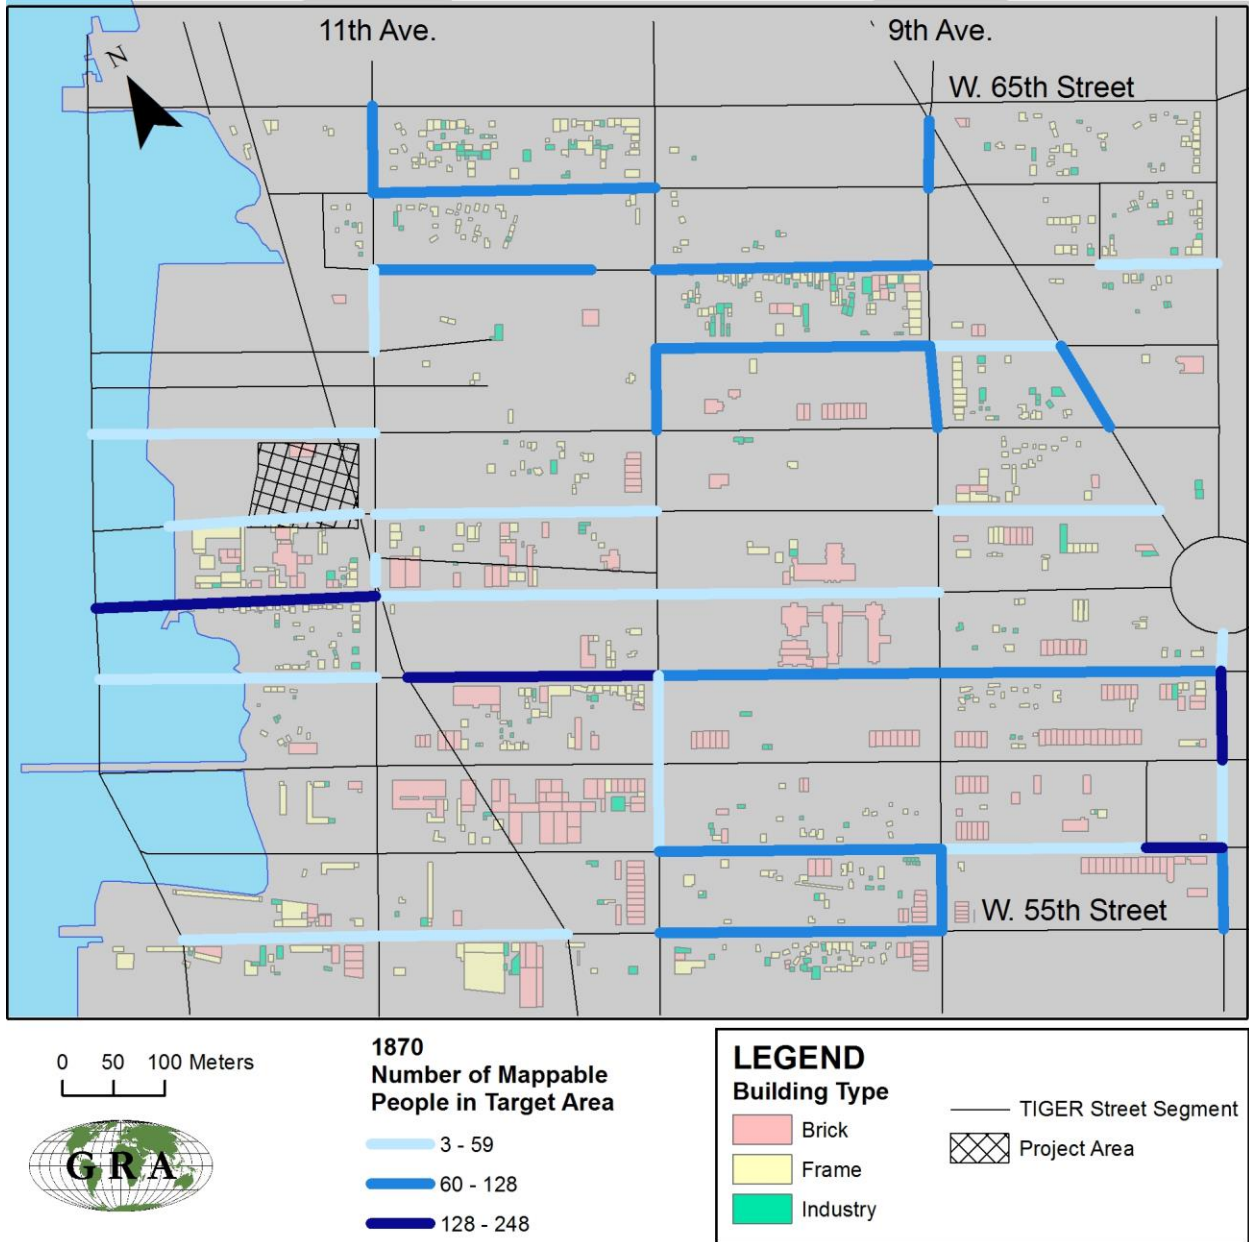 11th Ave.
9th Ave.
N
W. 65th Street
W. 55th Street
0 50 100 Meters
GRA
1870
Number of Mappable
People in Target Area
3 - 59
60 - 128
128 - 248
LEGEND
Building Type
Brick
Frame
Industry
TIGER Street Segment
Project Area